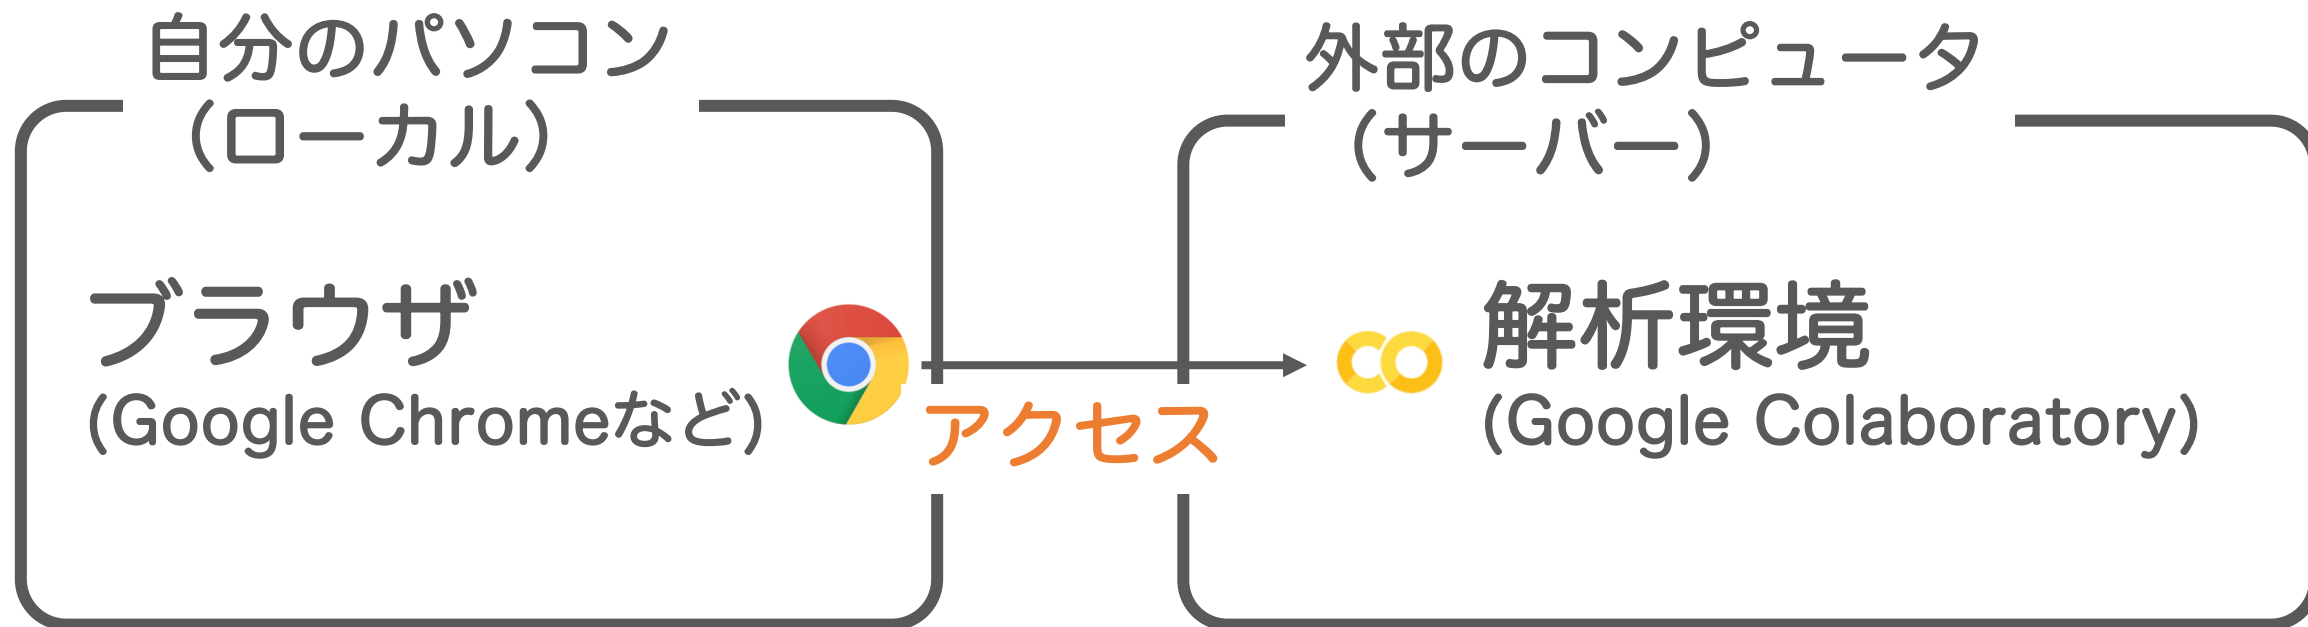 自分のパソコン
(ローカル)
ブラウザ
(Google Chromeなど)
アクセス
外部のコンピュータ
(サーバー)
解析環境
(Google Colaboratory)